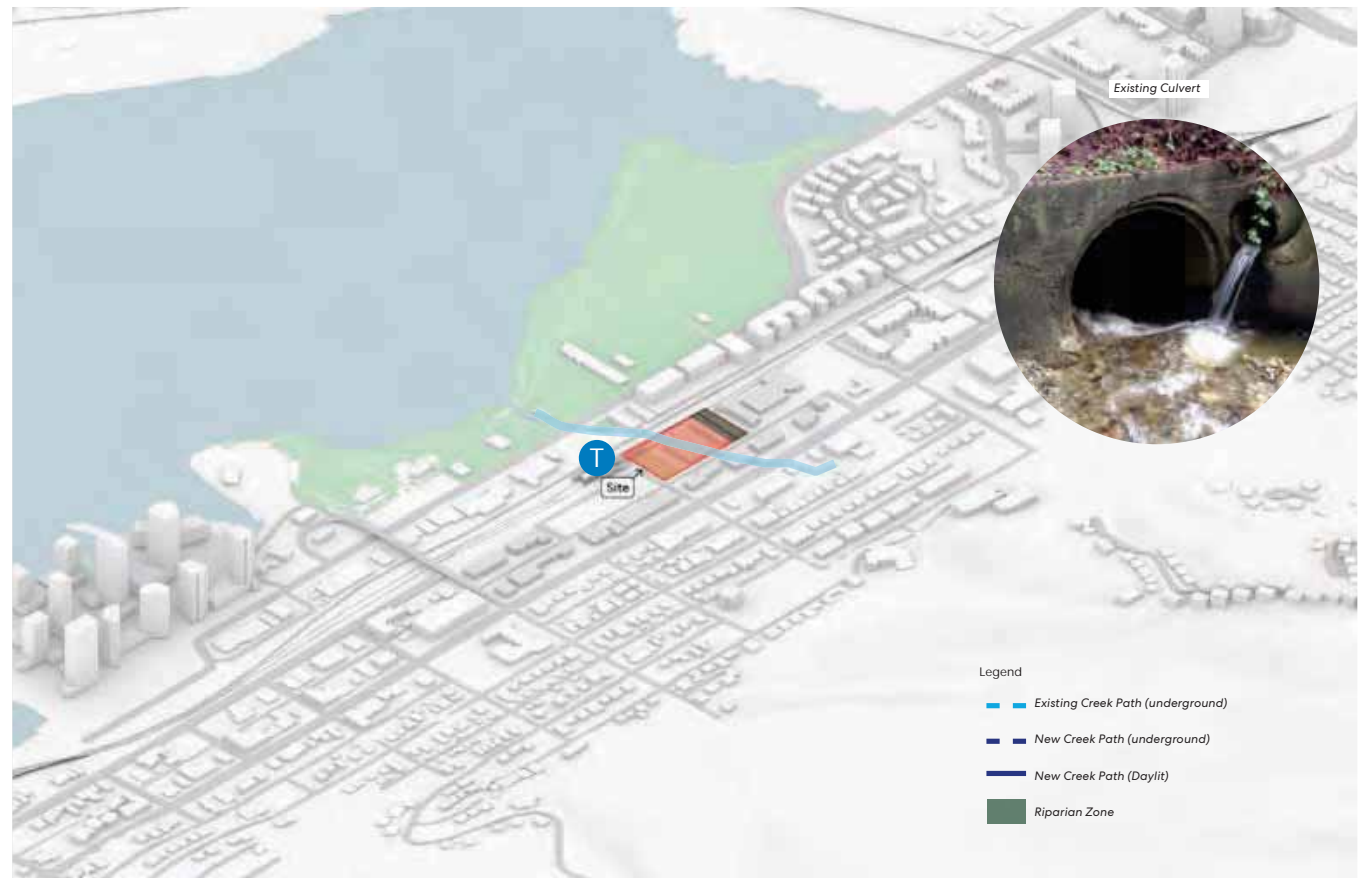 Existing Culvert
T
Site
Legend
Existing Creek Path (underground)
New Creek Path (underground)
New Creek Path (Daylit)
Riparian Zone